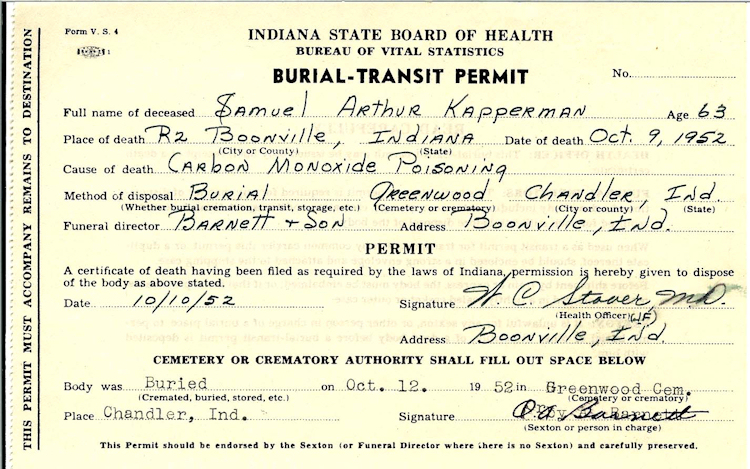 Form V. S. 4
INDIANA STATE BOARD OF HEALTH
BUREAU OF VITAL STATISTICS
BURIAL-TRANSIT PERMIT
No.
Full name of deceased Samuel Arthur Kapperman Age 63
Place of death R2 Boonville, Indiana Date of death Oct. 9, 1952
(City or County) (State)
Cause of death Carbon Monoxide Poisoning
Method of disposal Burial Greenwood Chandler, Ind.
(Whether burial cremation, transit, storage, etc.) (Cemetery or crematory) (City or county) (State)
Funeral director Barnett + Son Address Boonville, Ind.
PERMIT
A certificate of death having been filed as required by the laws of Indiana, permission is hereby given to dispose
of the body as above stated.
Date 10/10/52 Signature W. C. Stover, M.D.
(Health Officer)
Address Boonville, Ind.
CEMETERY OR CREMATORY AUTHORITY SHALL FILL OUT SPACE BELOW
Body was Buried on Oct. 12. 1952 in Greenwood Cem.
(Cremated, buried, stored, etc.) (Cemetery or crematory)
Place Chandler, Ind. Signature Barnett
(Sexton or person in charge)
This Permit should be endorsed by the Sexton (or Funeral Director where there is no Sexton) and carefully preserved.
THIS PERMIT MUST ACCOMPANY REMAINS TO DESTINATION